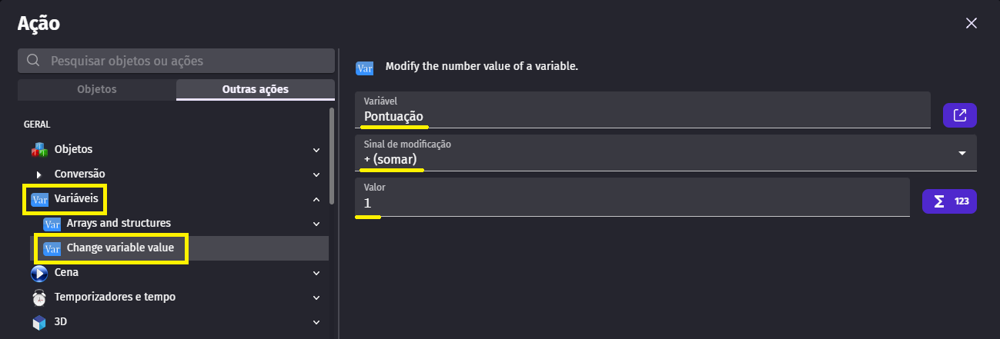 Ação
Pesquisar objetos ou ações
Objetos
Outras ações
GERAL
Objetos
Conversão
Var Variáveis
Var Arrays and structures
Var Change variable value
Cena
Temporizadores e tempo
3D
Var Modify the number value of a variable.
Variável
Pontuação
Sinal de modificação
+ (somar)
Valor
1
Σ 123